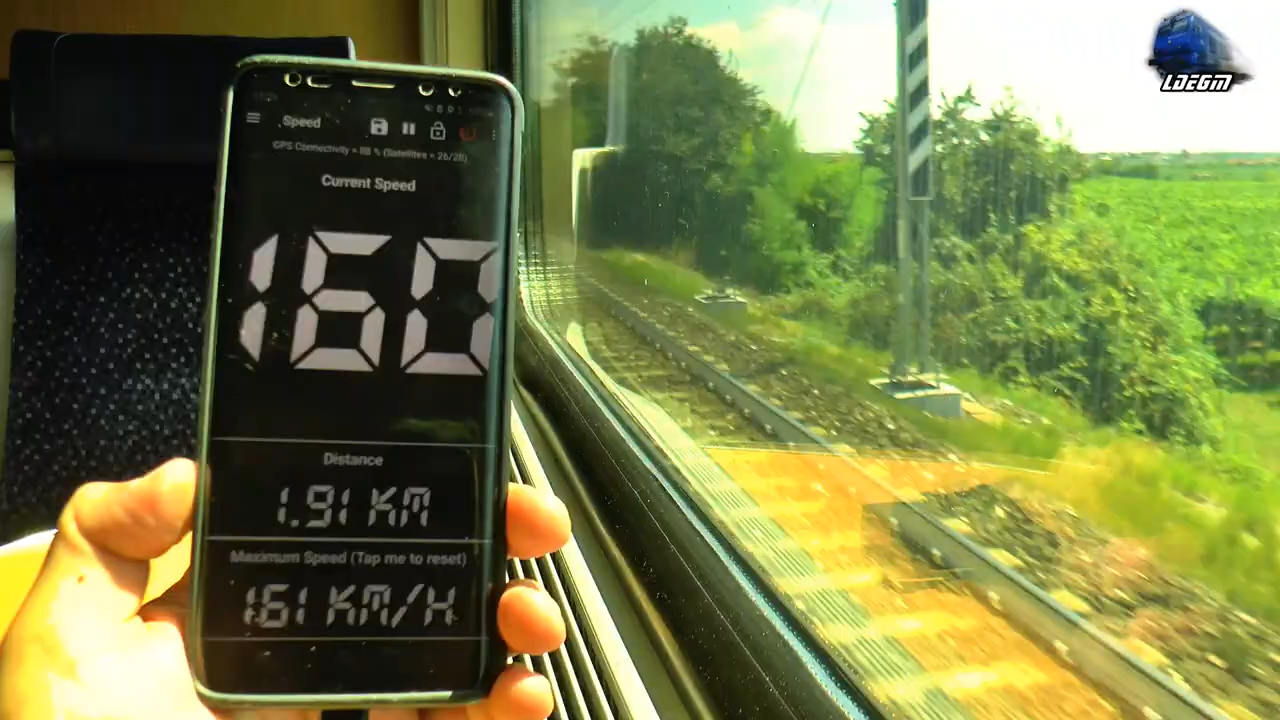 LDEGM
Speed
GPS Connectivity = 88 % (Satellites = 26/28)
Current Speed
160
Distance
1.91 KM
Maximum Speed (Tap me to reset)
161 KM/H